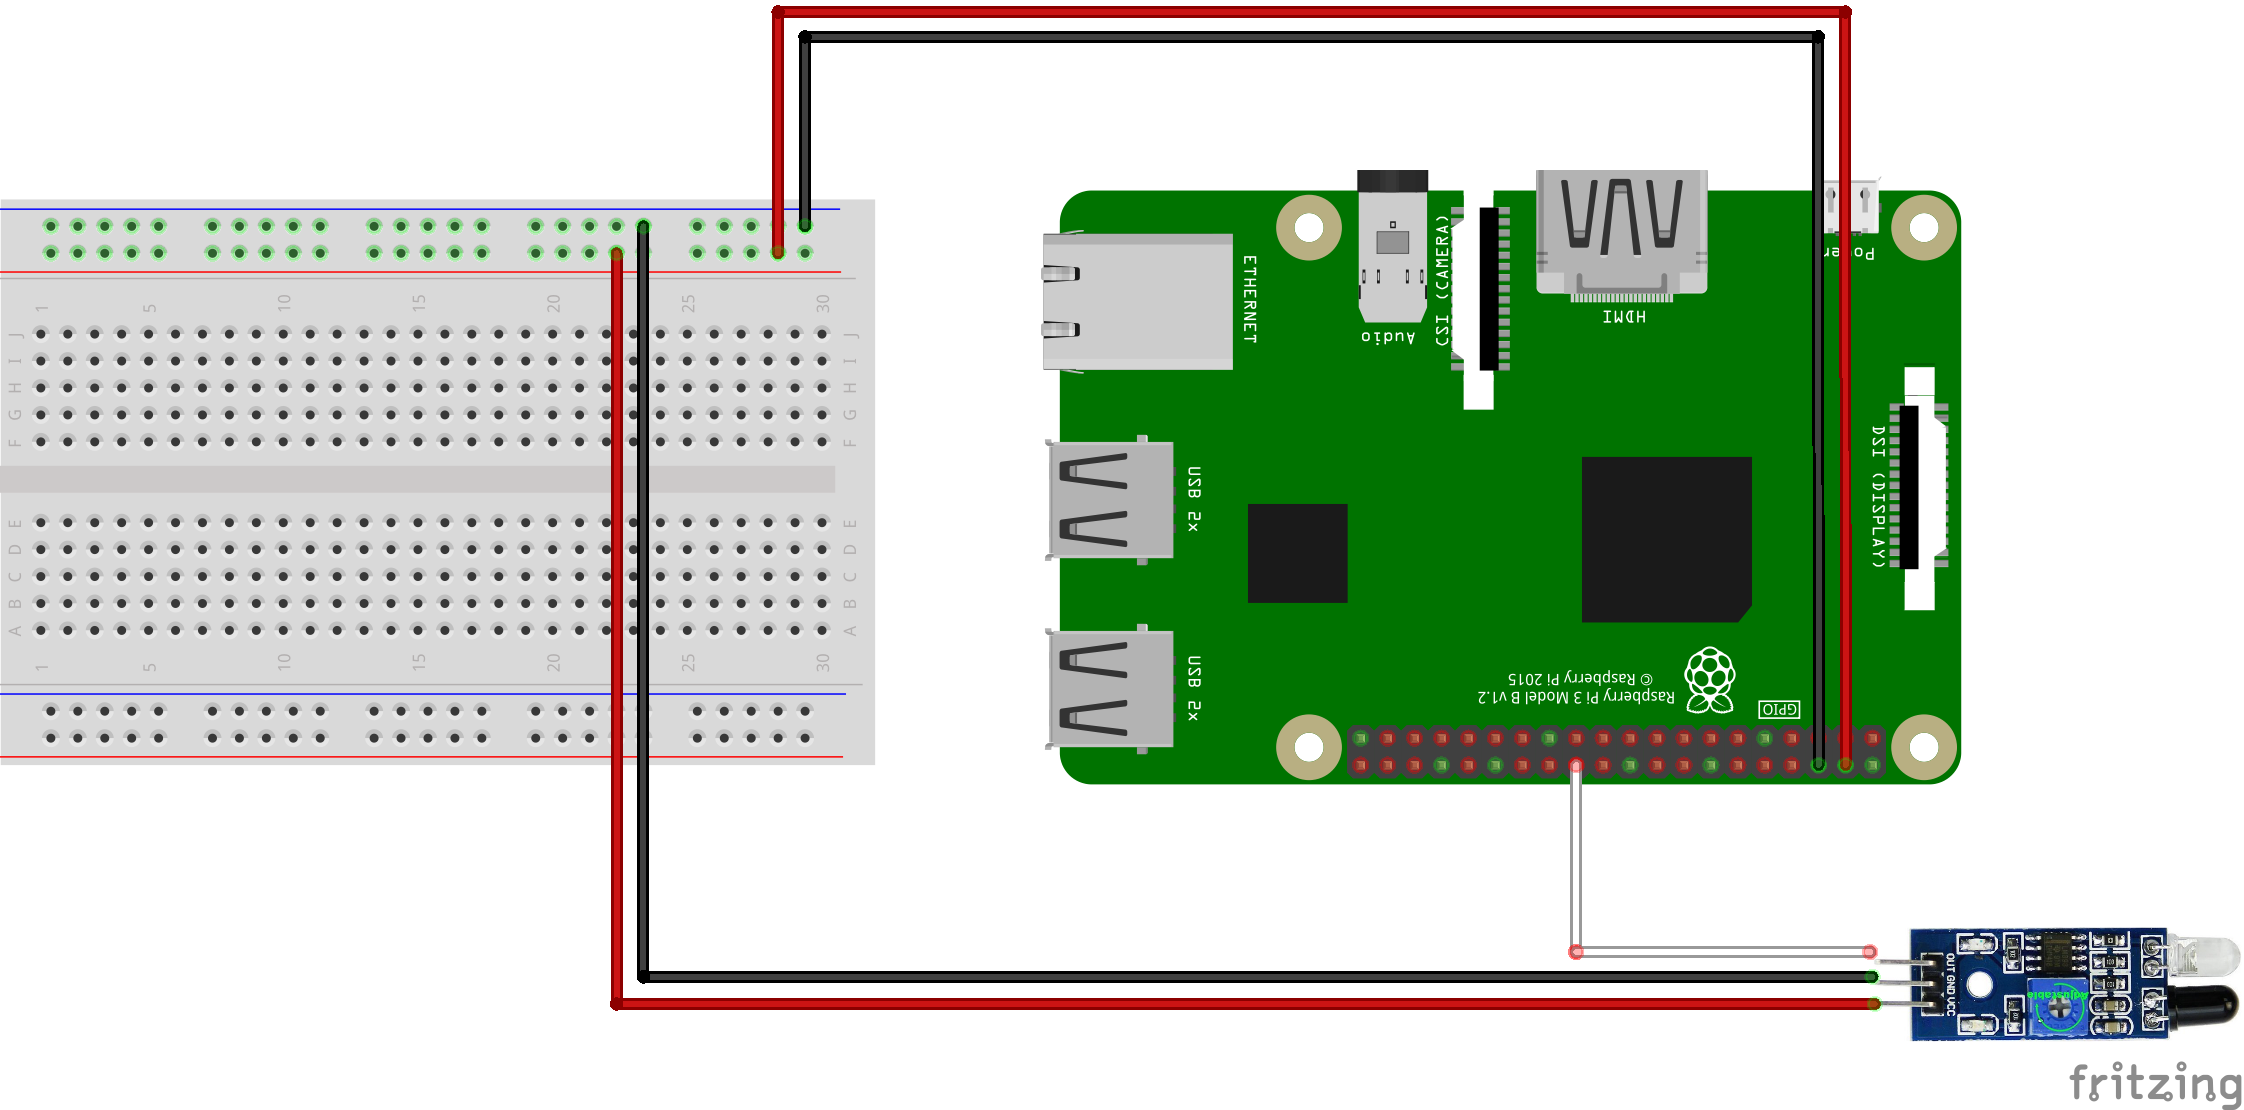 1 5 10 15 20 25 30
J J
I I
H H
G G
F F
E E
D D
C C
B B
A A
1 5 10 15 20 25 30
ETHERNET
Audio
CSI (CAMERA)
HDMI
Power
USB 2x
USB 2x
DSI (DISPLAY)
© Raspberry Pi 2015
Raspberry Pi 3 Model B v1.2
GPIO
OUT GND VCC
Adjustable
fritzing